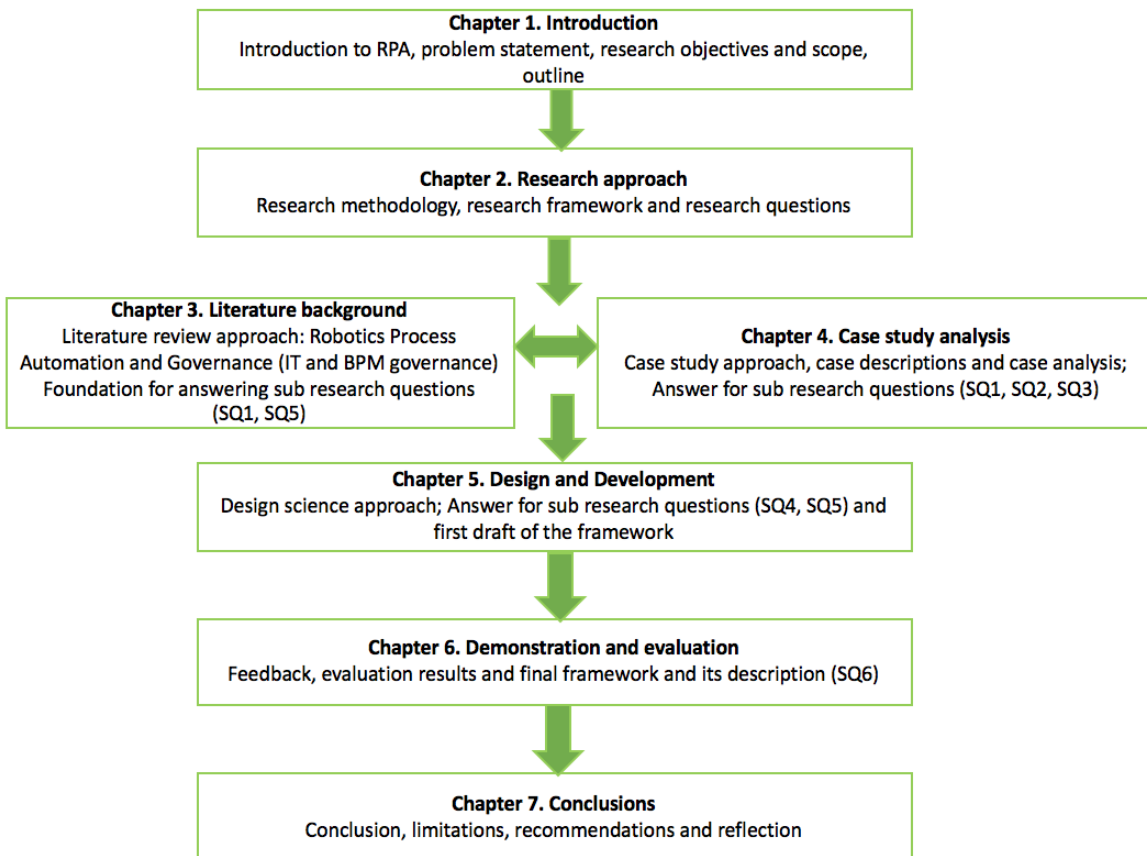 Chapter 1. Introduction
Introduction to RPA, problem statement, research objectives and scope,
outline
Chapter 2. Research approach
Research methodology, research framework and research questions
Chapter 3. Literature background
Literature review approach: Robotics Process
Automation and Governance (IT and BPM governance)
Foundation for answering sub research questions
(SQ1, SQ5)
Chapter 4. Case study analysis
Case study approach, case descriptions and case analysis;
Answer for sub research questions (SQ1, SQ2, SQ3)
Chapter 5. Design and Development
Design science approach; Answer for sub research questions (SQ4, SQ5) and
first draft of the framework
Chapter 6. Demonstration and evaluation
Feedback, evaluation results and final framework and its description (SQ6)
Chapter 7. Conclusions
Conclusion, limitations, recommendations and reflection